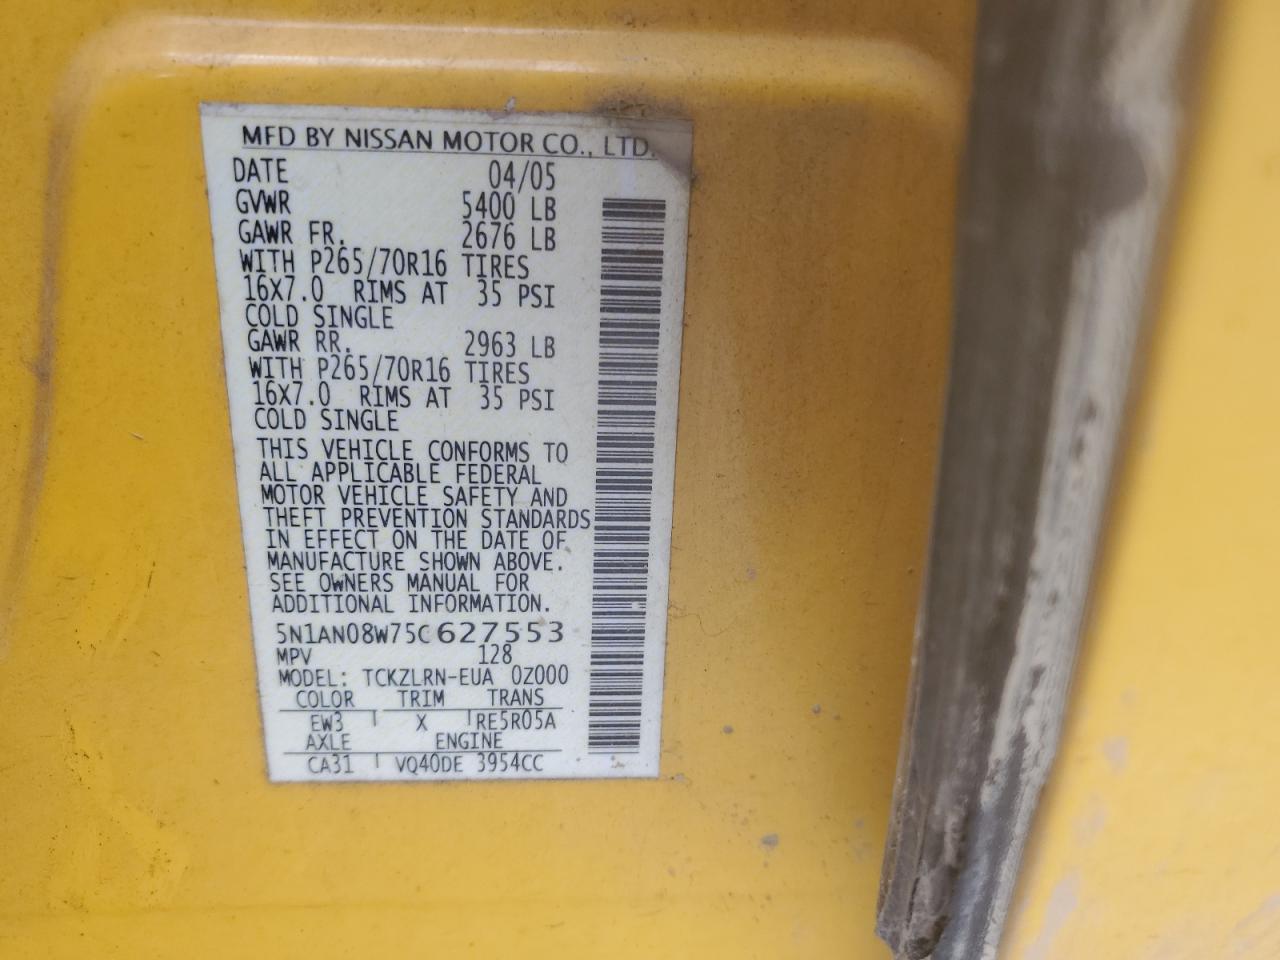 MFD BY NISSAN MOTOR CO., LTD.
DATE 04/05
GVWR 5400 LB
GAWR FR. 2676 LB
WITH P265/70R16 TIRES
16X7.0 RIMS AT 35 PSI
COLD SINGLE
GAWR RR. 2963 LB
WITH P265/70R16 TIRES
16X7.0 RIMS AT 35 PSI
COLD SINGLE
THIS VEHICLE CONFORMS TO
ALL APPLICABLE FEDERAL
MOTOR VEHICLE SAFETY AND
THEFT PREVENTION STANDARDS
IN EFFECT ON THE DATE OF
MANUFACTURE SHOWN ABOVE.
SEE OWNERS MANUAL FOR
ADDITIONAL INFORMATION.
5N1AN08W75C627553
MPV 128
MODEL: TCKZLRN-EUA 0Z000
COLOR TRIM TRANS
EW3 X RE5R05A
AXLE ENGINE
CA31 VQ40DE 3954CC